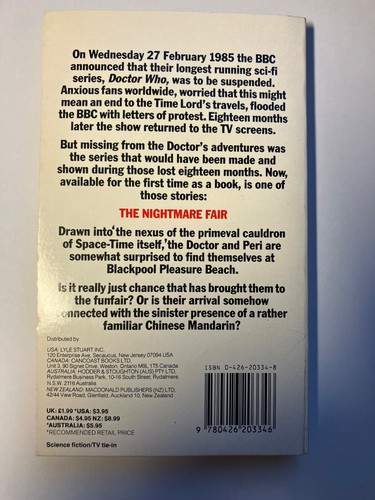 On Wednesday 27 February 1985 the BBC
announced that their longest running sci-fi
series, Doctor Who, was to be suspended.
Anxious fans worldwide, worried that this might
mean an end to the Time Lord's travels, flooded
the BBC with letters of protest. Eighteen months
later the show returned to the TV screens.
But missing from the Doctor's adventures was
the series that would have been made and
shown during those lost eighteen months. Now,
available for the first time as a book, is one of
those stories:
THE NIGHTMARE FAIR
Drawn into 'the nexus of the primeval cauldron
of Space-Time itself,' the Doctor and Peri are
somewhat surprised to find themselves at
Blackpool Pleasure Beach.
Is it really just chance that has brought them to
the funfair? Or is their arrival somehow
connected with the sinister presence of a rather
familiar Chinese Mandarin?
Distributed by
USA: LYLE STUART INC.
120 Enterprise Ave, Secaucus, New Jersey 07094 USA
CANADA: CANCOAST BOOKS LTD.
Unit 3, 90 Signet Drive, Weston, Ontario M9L 1T5 Canada
AUSTRALIA: HODDER & STOUGHTON (AUS) PTY LTD.
Rydalmere Business Park, 10-16 South Street, Rydalmere,
N.S.W. 2116 Australia
NEW ZEALAND: MACDONALD PUBLISHERS (NZ) LTD.
42/44 View Road, Glenfield, Auckland 10, New Zealand
UK: £1.99 *USA: $3.95
CANADA: $4.95 NZ: $8.99
*AUSTRALIA: $5.95
*RECOMMENDED RETAIL PRICE
Science fiction/TV tie-in
ISBN 0-426-20334-8
9 780426 203346